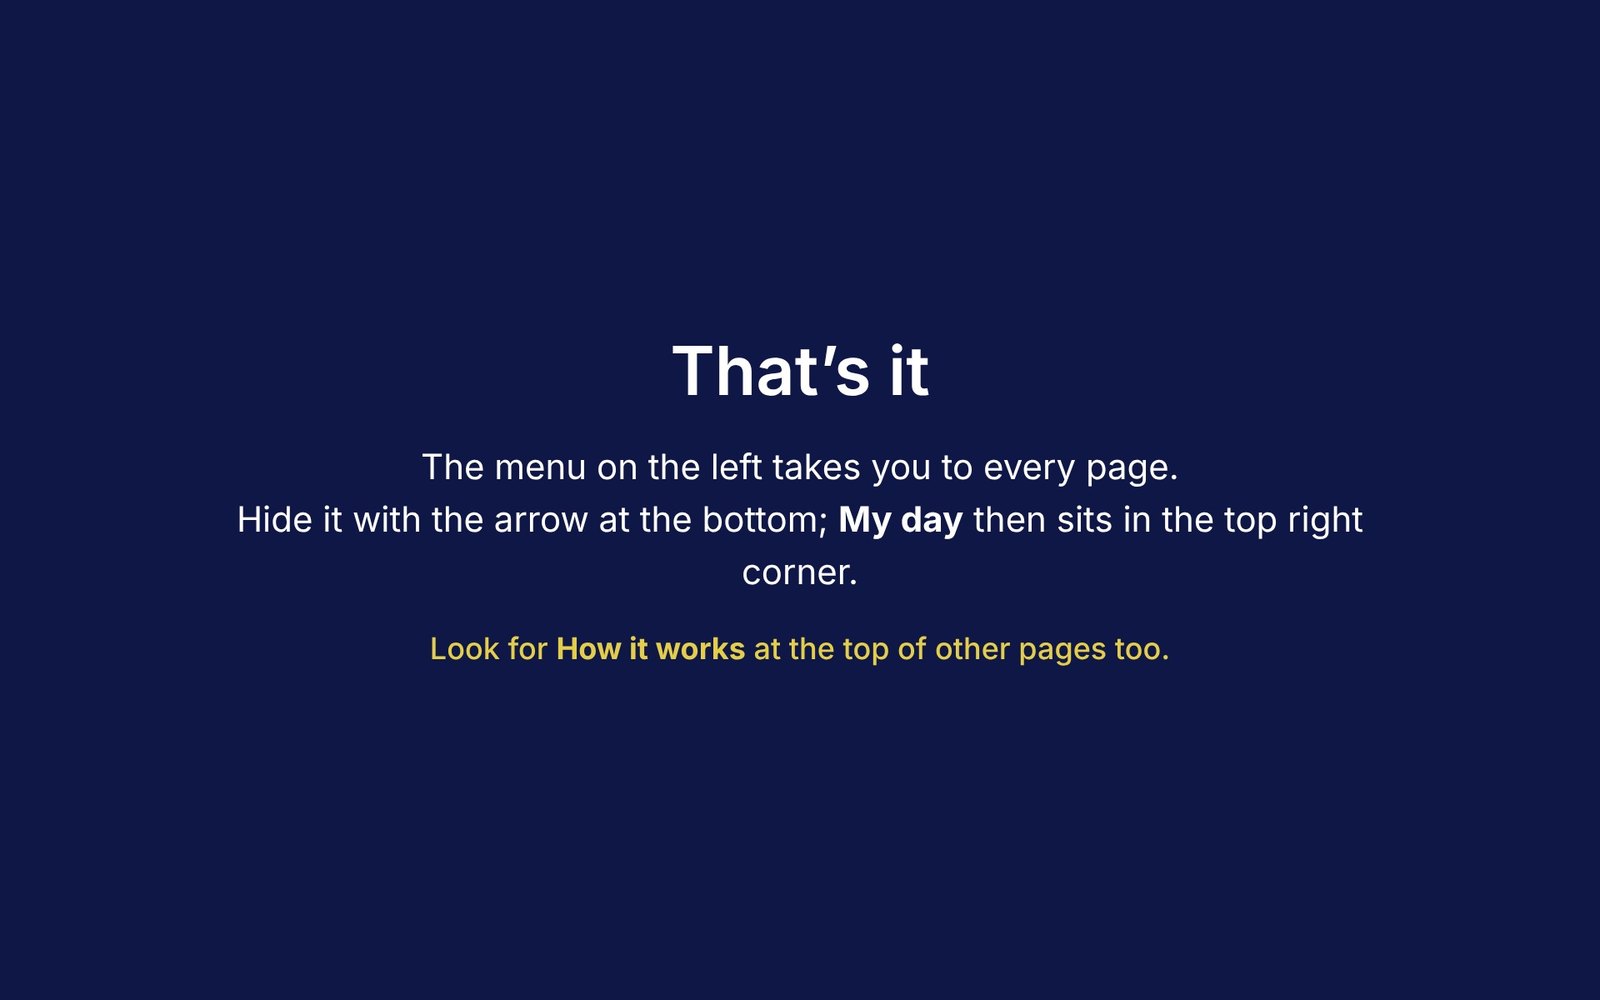 That’s it
The menu on the left takes you to every page.
Hide it with the arrow at the bottom; My day then sits in the top right
corner.
Look for How it works at the top of other pages too.